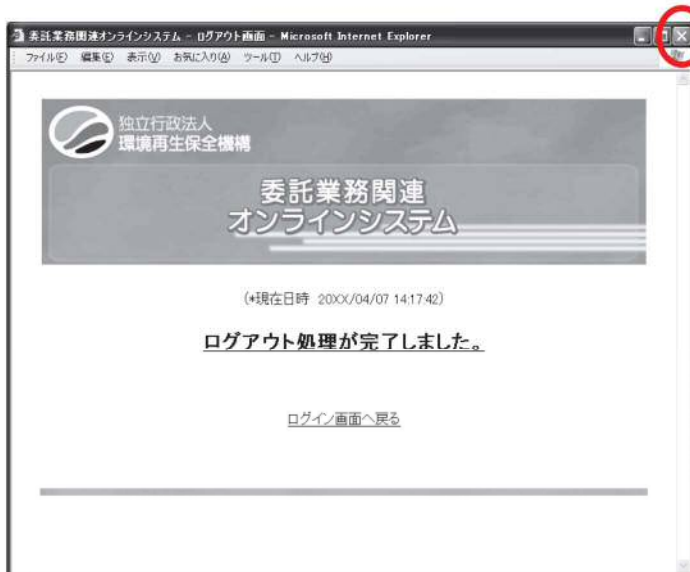 委託業務関連オンラインシステム - ログアウト画面 - Microsoft Internet Explorer
ファイル(F) 編集(E) 表示(V) お気に入り(A) ツール(T) ヘルプ(H)
独立行政法人
環境再生保全機構
委託業務関連
オンラインシステム
(*現在日時 20XX/04/07 14:17:42)
ログアウト処理が完了しました。
ログイン画面へ戻る